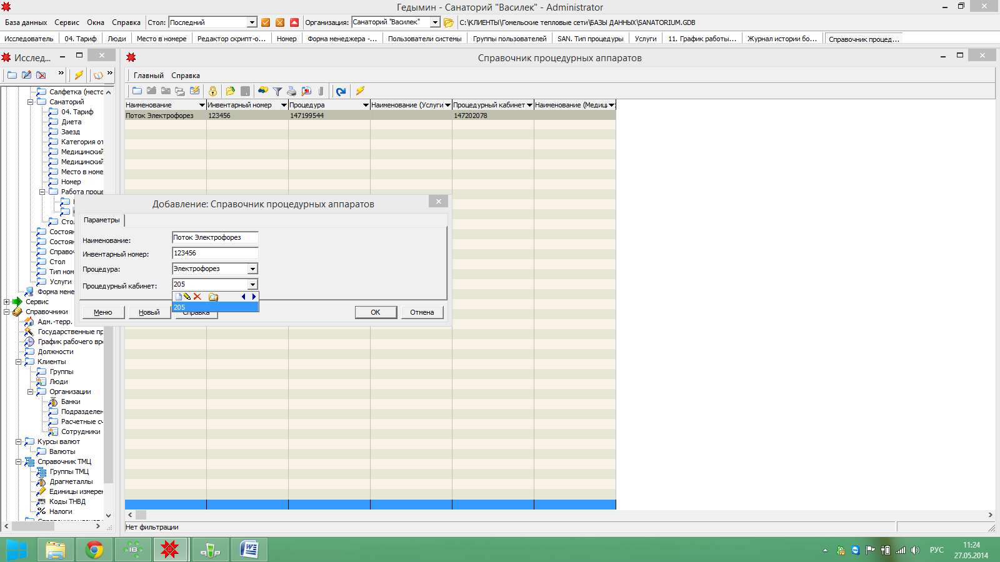 Гедымин - Санаторий "Василек" - Administrator
База данных Сервис Окна Справка Стол: Последний Организация: Санаторий "Василек" C:\КЛИЕНТЫ\Гомельские тепловые сети\БАЗЫ ДАННЫХ\SANATORIUM.GDB
Исследователь 04. Тариф Люди Место в номере Редактор скрипт-о... Номер Форма менеджера -... Пользователи системы Группы пользователей SAN. Тип процедуры Услуги 11. График работы... Журнал истории бо... Справочник процед...
Исслед...
Справочник процедурных аппаратов
Главный Справка
Наименование Инвентарный номер Процедура Наименование (Услуги Процедурный кабинет Наименование (Медиц
Поток Электрофорез 123456 147199544 147202078
Салфетка (место
Санаторий
04. Тариф
Диета
Заезд
Категория от
Медицинский
Медицинский
Место в номе
Номер
Работа проце
Сто
Состоян
Состоян
Справоч
Стол
Тип ном
Услуги
Форма мене
Сервис
Справочники
Адм.-терр.
Государственные пр
График рабочего вре
Должности
Клиенты
Группы
Люди
Организации
Банки
Подразделен
Расчетные сч
Сотрудники
Курсы валют
Валюты
Справочник ТМЦ
Группы ТМЦ
Драгметаллы
Единицы измерен
Коды ТНВД
Налоги
Добавление: Справочник процедурных аппаратов
Параметры
Наименование: Поток Электрофорез
Инвентарный номер: 123456
Процедура: Электрофорез
Процедурный кабинет: 205
205
Меню Новый Справка OK Отмена
Нет фильтрации
IB
РУС
11:24
27.05.2014